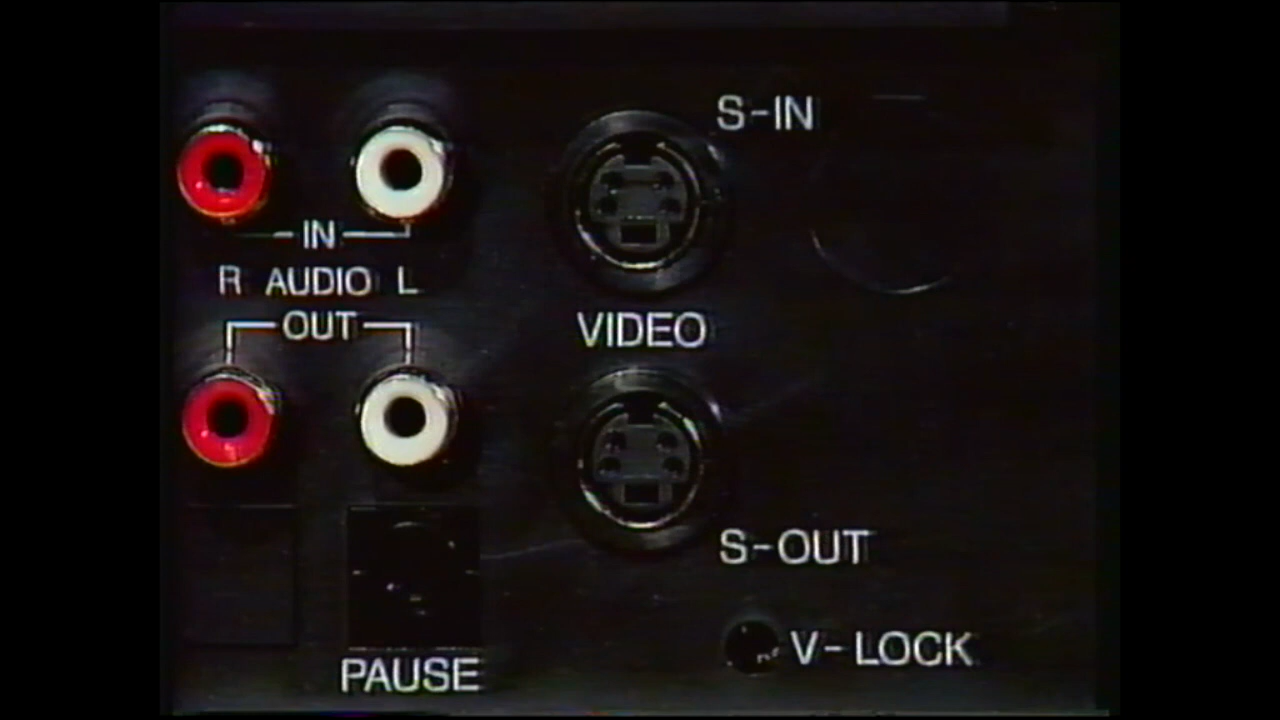 S-IN
IN
R AUDIO L
OUT
VIDEO
S-OUT
V-LOCK
PAUSE